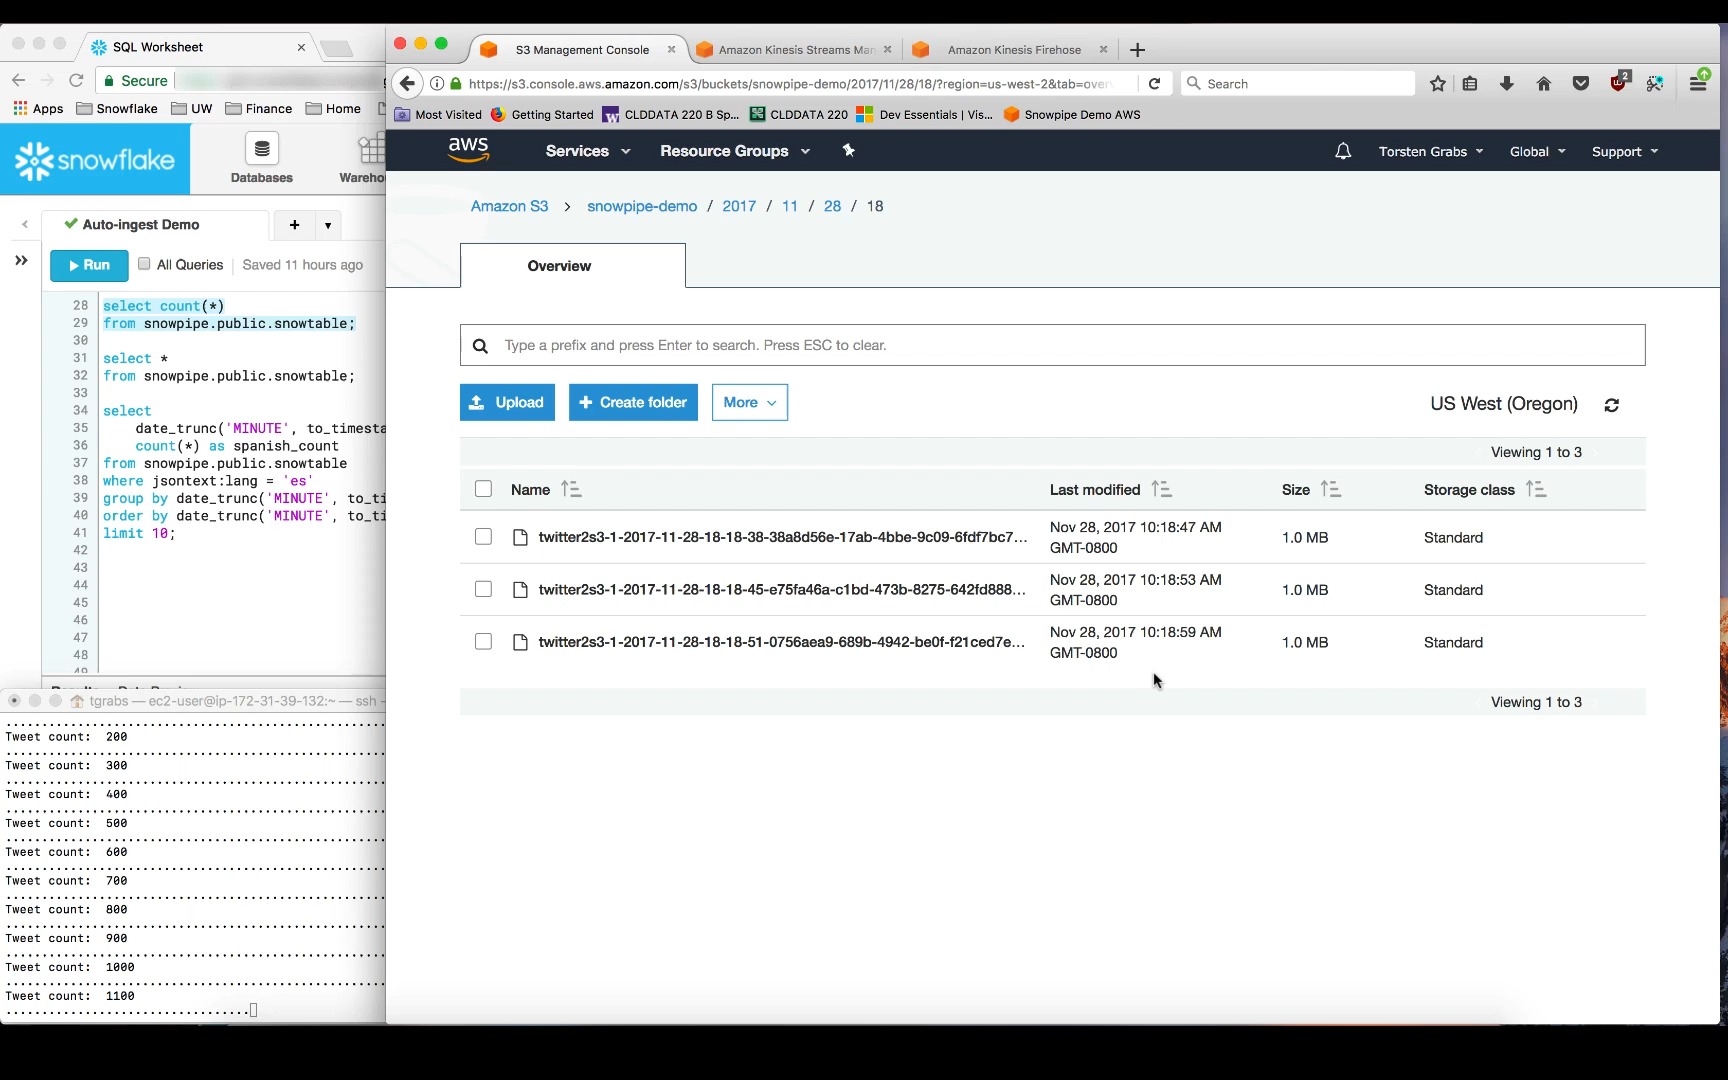 SQL Worksheet
Secure
Apps Snowflake UW Finance Home
snowflake
Databases
Wareho
Auto-ingest Demo
+
Run All Queries Saved 11 hours ago
28 select count(*)
29 from snowpipe.public.snowtable;
30
31 select *
32 from snowpipe.public.snowtable;
33
34 select
35 date_trunc('MINUTE', to_timesta
36 count(*) as spanish_count
37 from snowpipe.public.snowtable
38 where jsontext:lang = 'es'
39 group by date_trunc('MINUTE', to_ti
40 order by date_trunc('MINUTE', to_ti
41 limit 10;
42
43
44
45
46
47
48
tgrabs — ec2-user@ip-172-31-39-132:~ — ssh
Tweet count: 200
Tweet count: 300
Tweet count: 400
Tweet count: 500
Tweet count: 600
Tweet count: 700
Tweet count: 800
Tweet count: 900
Tweet count: 1000
Tweet count: 1100
S3 Management Console
Amazon Kinesis Streams Man
Amazon Kinesis Firehose
https://s3.console.aws.amazon.com/s3/buckets/snowpipe-demo/2017/11/28/18/?region=us-west-2&tab=over
Search
2
Most Visited Getting Started CLDDATA 220 B Sp... CLDDATA 220 Dev Essentials | Vis... Snowpipe Demo AWS
aws Services Resource Groups Torsten Grabs Global Support
Amazon S3 > snowpipe-demo / 2017 / 11 / 28 / 18
Overview
Type a prefix and press Enter to search. Press ESC to clear.
Upload + Create folder More US West (Oregon)
Viewing 1 to 3
Name Last modified Size Storage class
twitter2s3-1-2017-11-28-18-18-38-38a8d56e-17ab-4bbe-9c09-6fdf7bc7... Nov 28, 2017 10:18:47 AM GMT-0800 1.0 MB Standard
twitter2s3-1-2017-11-28-18-18-45-e75fa46a-c1bd-473b-8275-642fd888... Nov 28, 2017 10:18:53 AM GMT-0800 1.0 MB Standard
twitter2s3-1-2017-11-28-18-18-51-0756aea9-689b-4942-be0f-f21ced7e... Nov 28, 2017 10:18:59 AM GMT-0800 1.0 MB Standard
Viewing 1 to 3